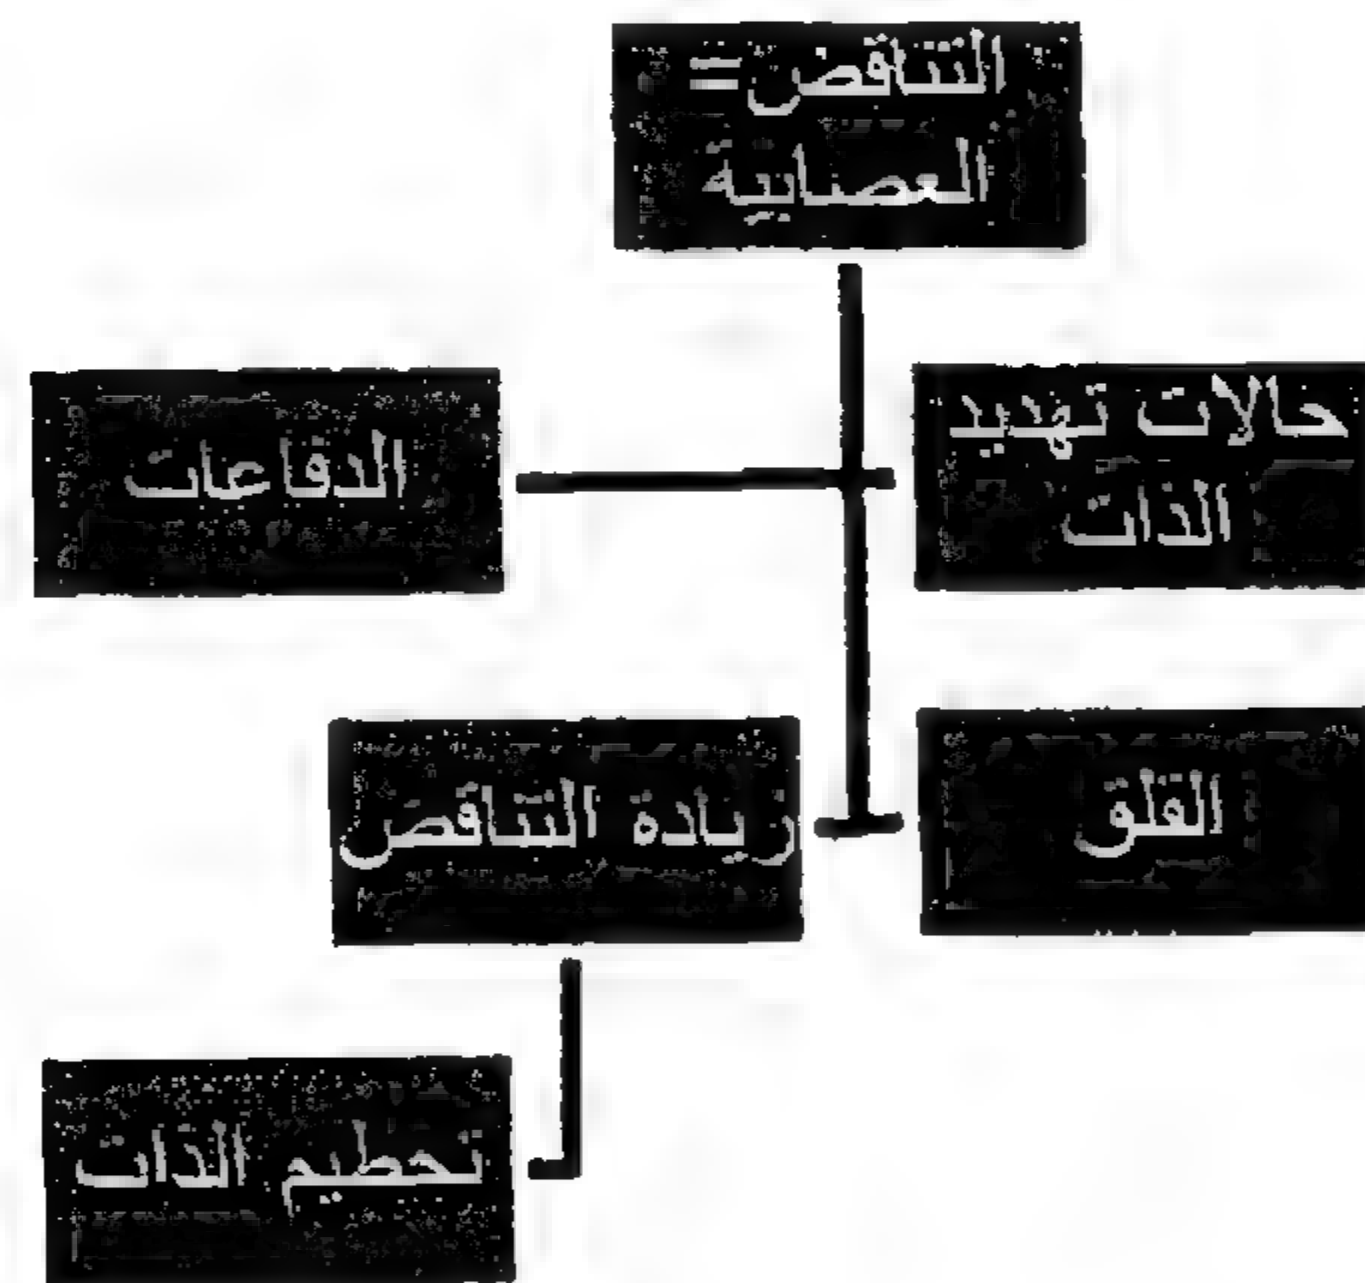 التناقض=
العصابية
حالات تهديد
الذات
الدفاعات
القلق
زيادة التناقض
تحطيم الذات